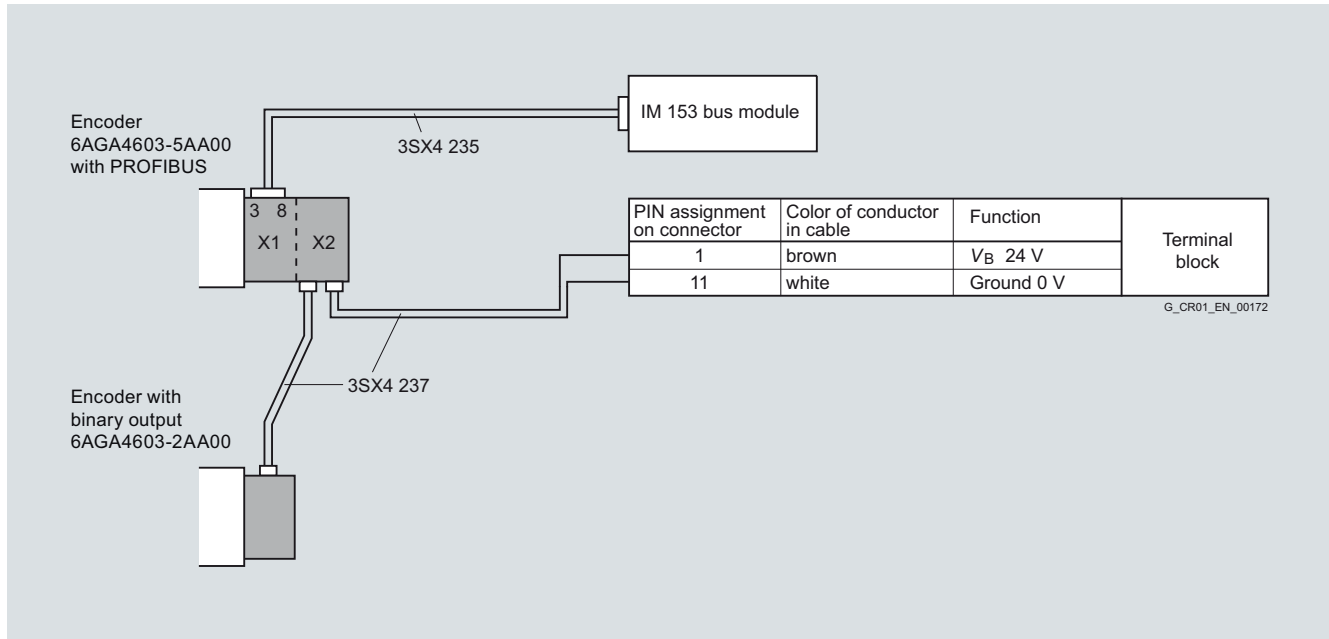 Encoder
6AGA4603-5AA00
with PROFIBUS
IM 153 bus module
3SX4 235
3 8
X1 X2
PIN assignment on connector
Color of conductor in cable
Function
Terminal block
1 brown VB 24 V
11 white Ground 0 V
G_CR01_EN_00172
3SX4 237
Encoder with
binary output
6AGA4603-2AA00